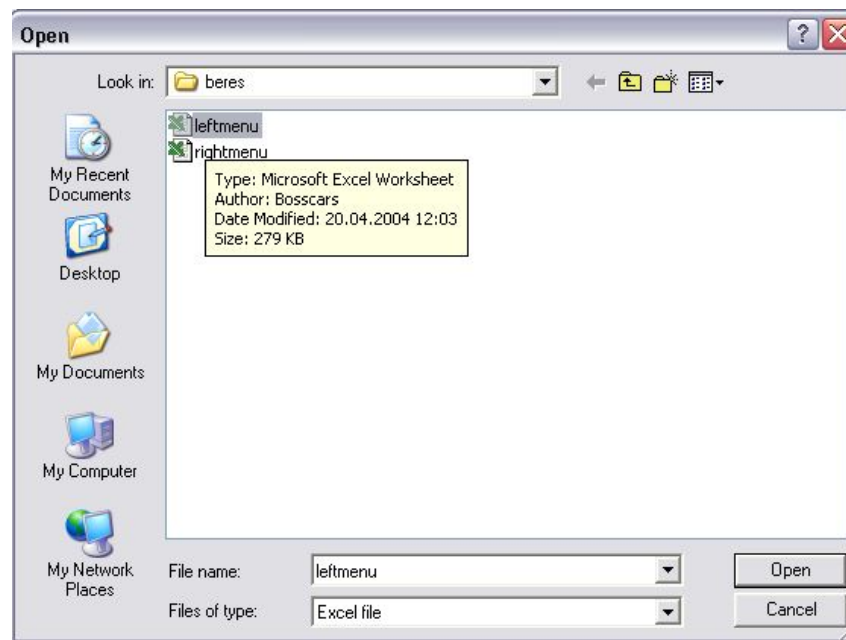 Open
Look in: beres
leftmenu
rightmenu
Type: Microsoft Excel Worksheet
Author: Bosscars
Date Modified: 20.04.2004 12:03
Size: 279 KB
My Recent
Documents
Desktop
My Documents
My Computer
My Network
Places
File name: leftmenu Open
Files of type: Excel file Cancel